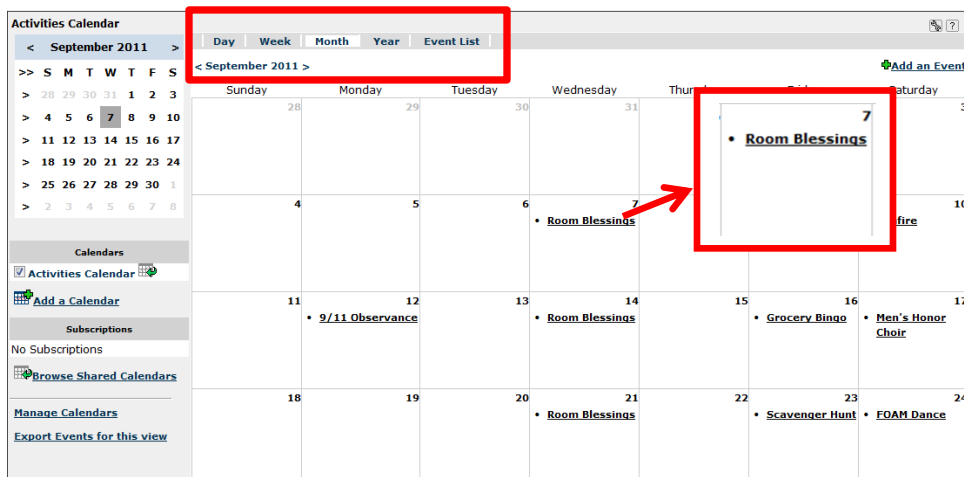 Activities Calendar
< September 2011 >
>> S M T W T F S
> 28 29 30 31 1 2 3
> 4 5 6 7 8 9 10
> 11 12 13 14 15 16 17
> 18 19 20 21 22 23 24
> 25 26 27 28 29 30 1
> 2 3 4 5 6 7 8
Calendars
Activities Calendar
Add a Calendar
Subscriptions
No Subscriptions
Browse Shared Calendars
Manage Calendars
Export Events for this view
Day Week Month Year Event List
< September 2011 >
Add an Event
Sunday Monday Tuesday Wednesday
28 29 30 31 3
7
• Room Blessings
4 5 6 7 10
• Room Blessings fire
11 12 13 14 15 16 17
• 9/11 Observance • Room Blessings • Grocery Bingo • Men's Honor
Choir
18 19 20 21 22 23 24
• Room Blessings • Scavenger Hunt • FOAM Dance